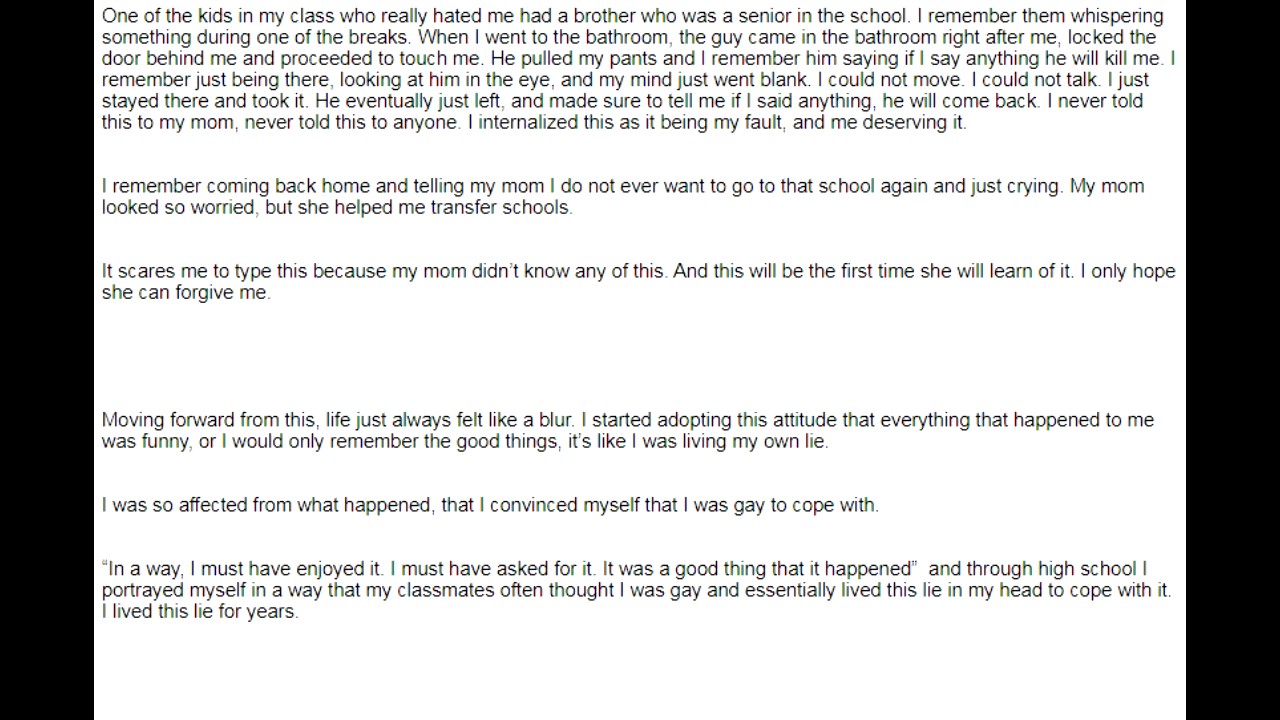 One of the kids in my class who really hated me had a brother who was a senior in the school. I remember them whispering
something during one of the breaks. When I went to the bathroom, the guy came in the bathroom right after me, locked the
door behind me and proceeded to touch me. He pulled my pants and I remember him saying if I say anything he will kill me. I
remember just being there, looking at him in the eye, and my mind just went blank. I could not move. I could not talk. I just
stayed there and took it. He eventually just left, and made sure to tell me if I said anything, he will come back. I never told
this to my mom, never told this to anyone. I internalized this as it being my fault, and me deserving it.
I remember coming back home and telling my mom I do not ever want to go to that school again and just crying. My mom
looked so worried, but she helped me transfer schools.
It scares me to type this because my mom didn’t know any of this. And this will be the first time she will learn of it. I only hope
she can forgive me.
Moving forward from this, life just always felt like a blur. I started adopting this attitude that everything that happened to me
was funny, or I would only remember the good things, it’s like I was living my own lie.
I was so affected from what happened, that I convinced myself that I was gay to cope with.
“In a way, I must have enjoyed it. I must have asked for it. It was a good thing that it happened”  and through high school I
portrayed myself in a way that my classmates often thought I was gay and essentially lived this lie in my head to cope with it.
I lived this lie for years.